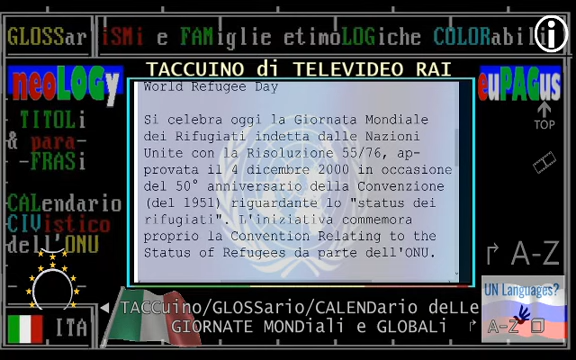 GLOSSar iSMi e FAMiglie etimoLOGiche COLORabili
TACCUINO di TELEVIDEO RAI
neoLOGy
euPAGus
TOP
TITOLi
& para-
-FRASi
CALendario
CIVistico
dell'ONU
World Refugee Day
Si celebra oggi la Giornata Mondiale
dei Rifugiati indetta dalle Nazioni
Unite con la Risoluzione 55/76, ap-
provata il 4 dicembre 2000 in occasione
del 50° anniversario della Convenzione
(del 1951) riguardante lo "status dei
rifugiati". L'iniziativa commemora
proprio la Convention Relating to the
Status of Refugees da parte dell'ONU.
A-Z
UN Languages?
A-Z
TACCuino/GLOSSario/CALENDario deLLe
GIORNATE MONDiali e GLOBALi
ITA